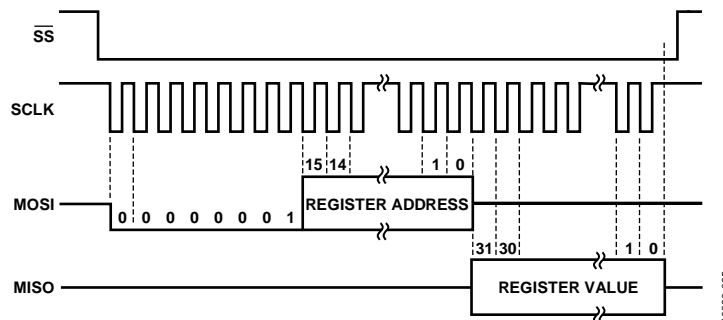 SS
SCLK
15 14 1 0
MOSI
0 0 0 0 0 0 0 1 REGISTER ADDRESS
31 30 1 0
MISO REGISTER VALUE